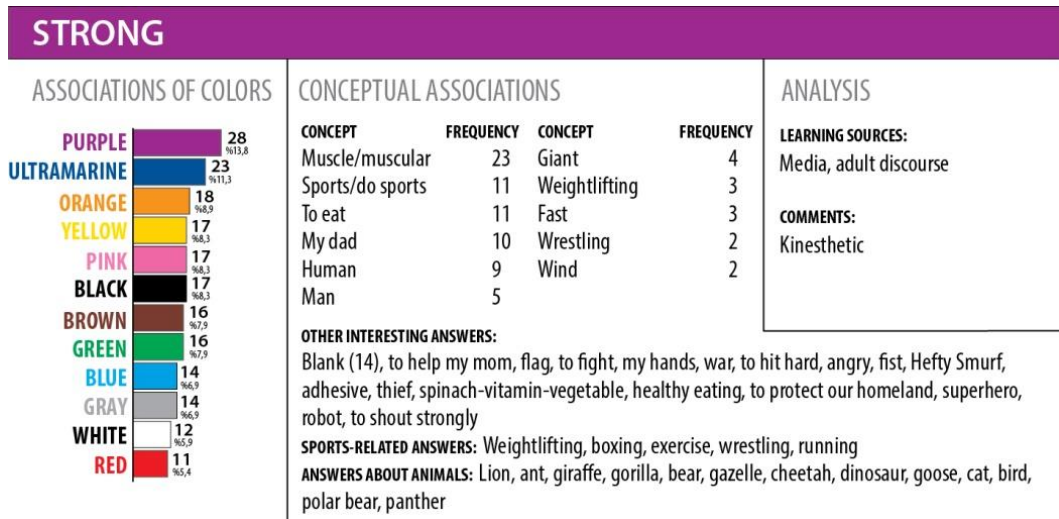 STRONG
ASSOCIATIONS OF COLORS
PURPLE 28
%13,8
ULTRAMARINE 23
%11,3
ORANGE 18
%8,9
YELLOW 17
%8,3
PINK 17
%8,3
BLACK 17
%8,3
BROWN 16
%7,9
GREEN 16
%7,9
BLUE 14
%6,9
GRAY 14
%6,9
WHITE 12
%5,9
RED 11
%5,4
CONCEPTUAL ASSOCIATIONS
CONCEPT FREQUENCY CONCEPT FREQUENCY
Muscle/muscular 23 Giant 4
Sports/do sports 11 Weightlifting 3
To eat 11 Fast 3
My dad 10 Wrestling 2
Human 9 Wind 2
Man 5
OTHER INTERESTING ANSWERS:
Blank (14), to help my mom, flag, to fight, my hands, war, to hit hard, angry, fist, Hefty Smurf,
adhesive, thief, spinach-vitamin-vegetable, healthy eating, to protect our homeland, superhero,
robot, to shout strongly
SPORTS-RELATED ANSWERS: Weightlifting, boxing, exercise, wrestling, running
ANSWERS ABOUT ANIMALS: Lion, ant, giraffe, gorilla, bear, gazelle, cheetah, dinosaur, goose, cat, bird,
polar bear, panther
ANALYSIS
LEARNING SOURCES:
Media, adult discourse
COMMENTS:
Kinesthetic